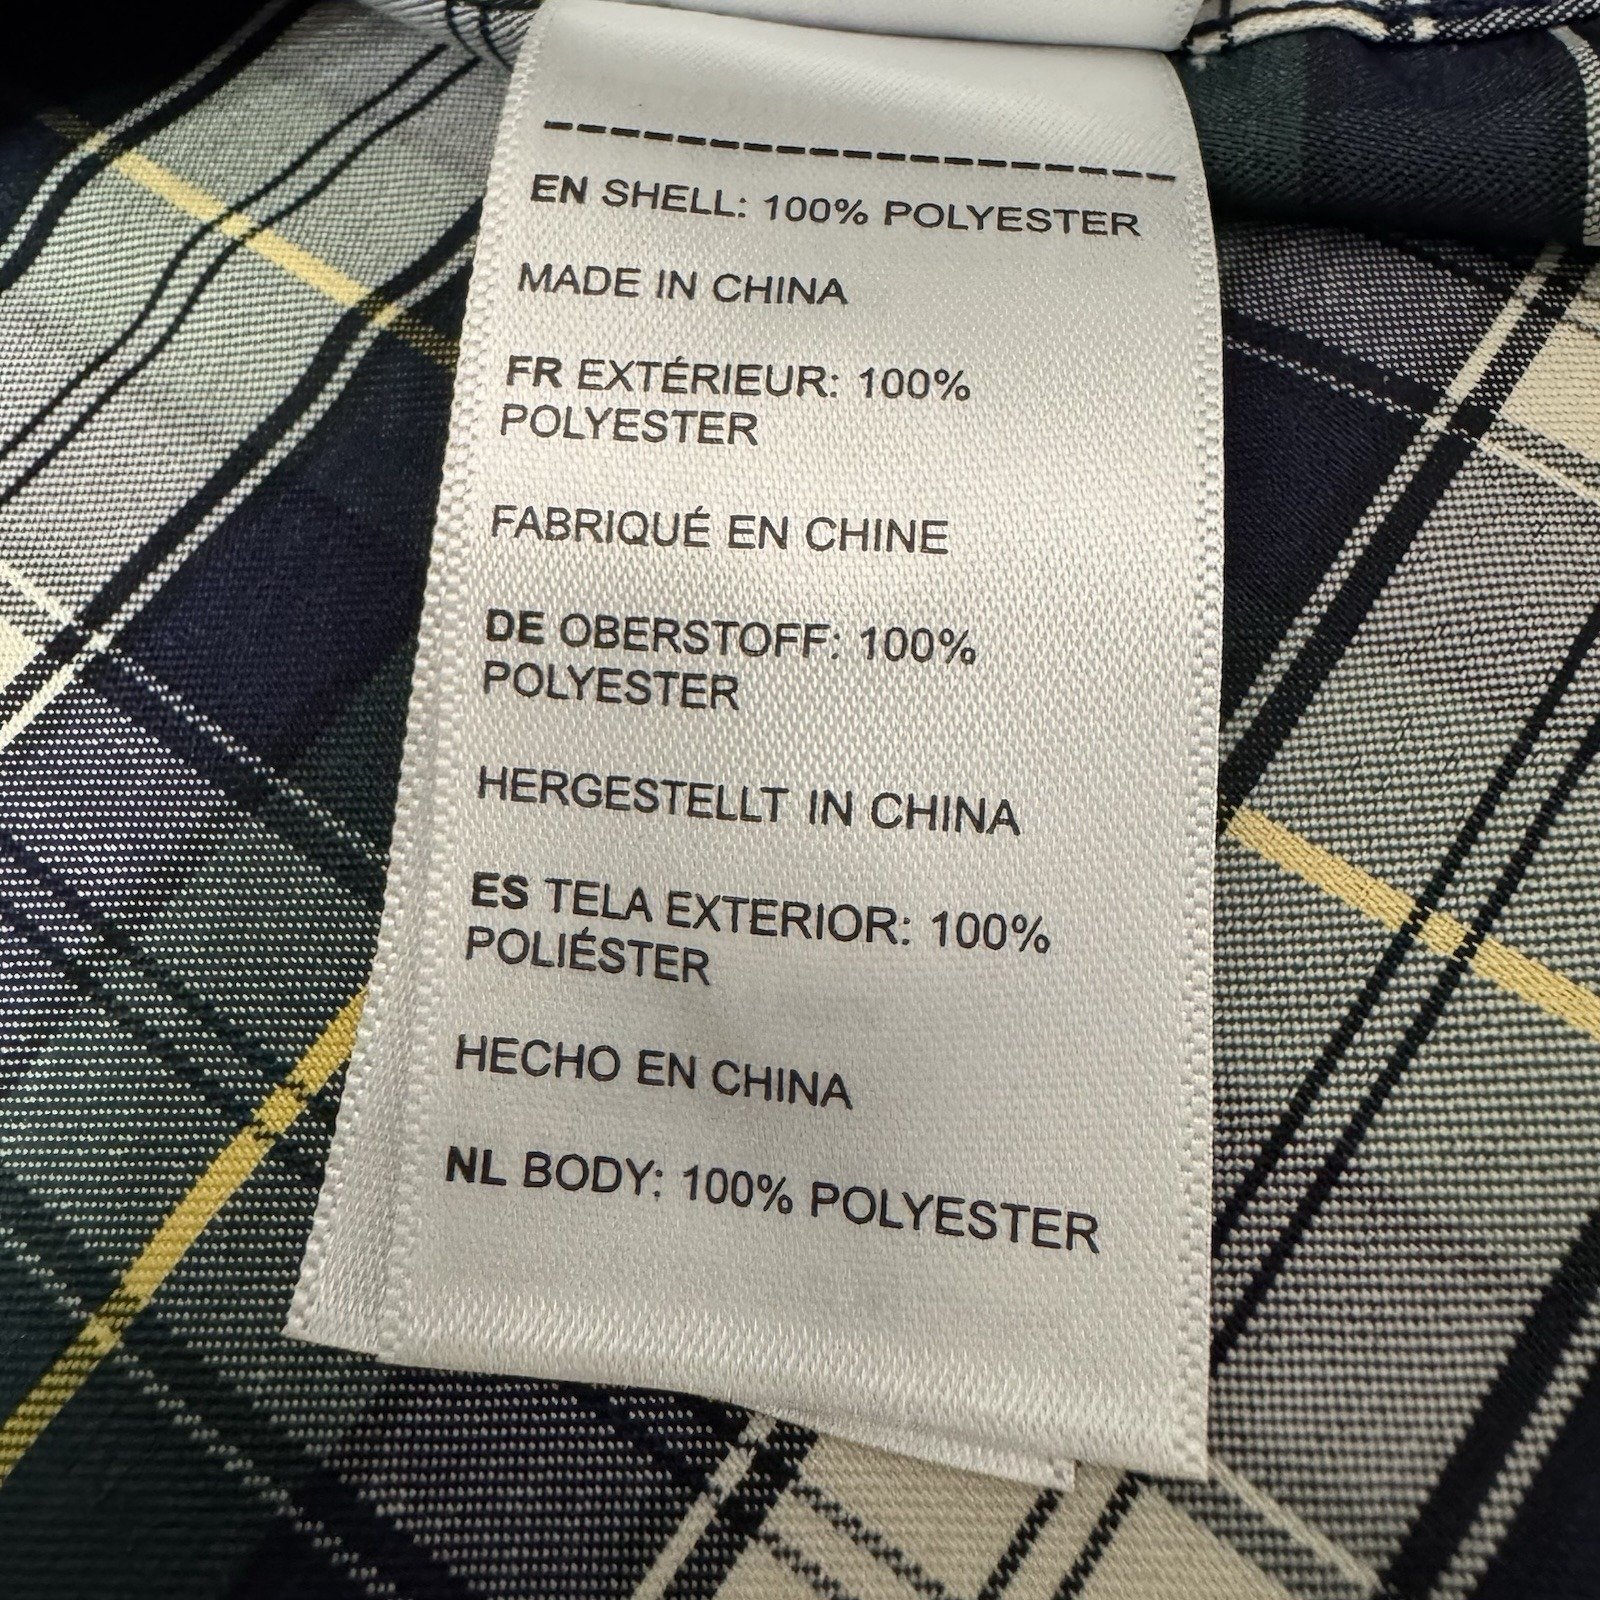 EN SHELL: 100% POLYESTER
MADE IN CHINA
FR EXTÉRIEUR: 100%
POLYESTER
FABRIQUÉ EN CHINE
DE OBERSTOFF: 100%
POLYESTER
HERGESTELLT IN CHINA
ES TELA EXTERIOR: 100%
POLIÉSTER
HECHO EN CHINA
NL BODY: 100% POLYESTER